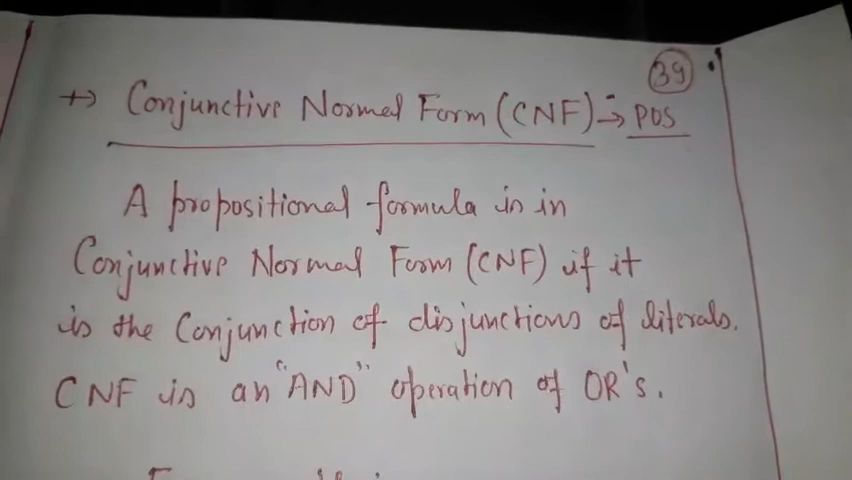 39
→ Conjunctive Normal Form (CNF) :→ POS
A propositional formula is in
Conjunctive Normal Form (CNF) if it
is the Conjunction of disjunctions of literals.
CNF is an "AND" operation of OR's.